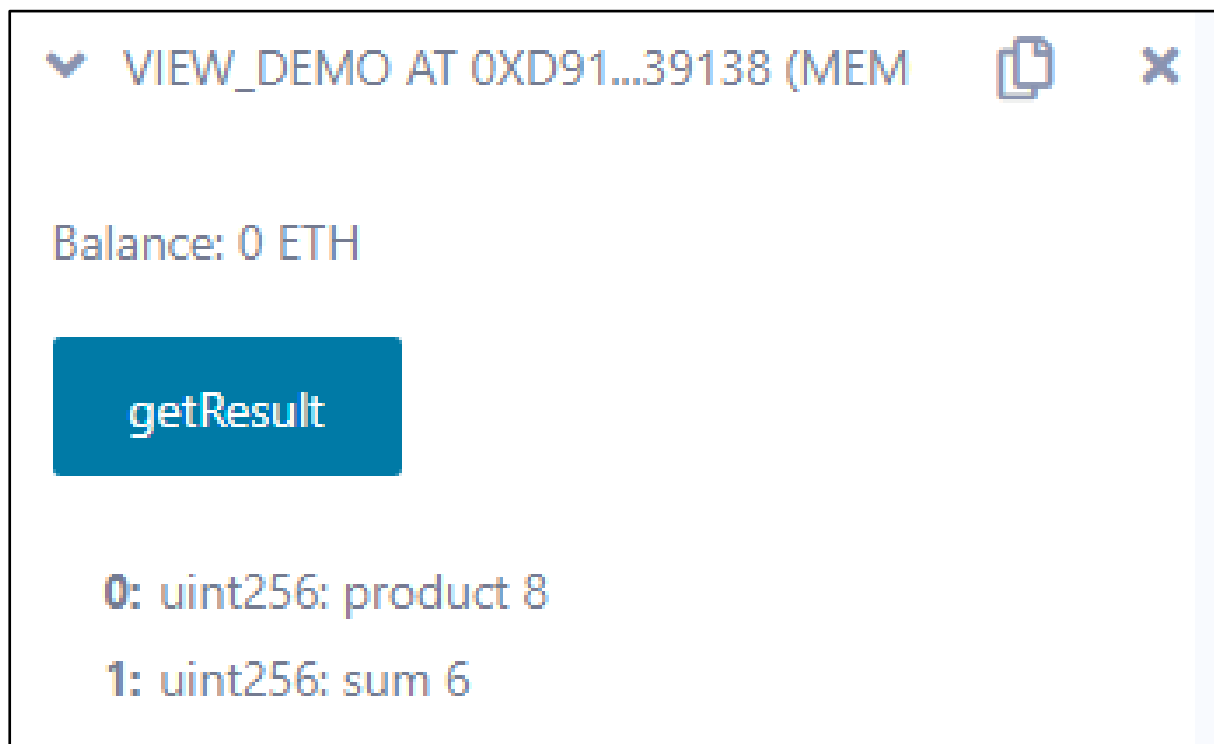 VIEW_DEMO AT 0XD91...39138 (MEM
Balance: 0 ETH
getResult
0: uint256: product 8
1: uint256: sum 6